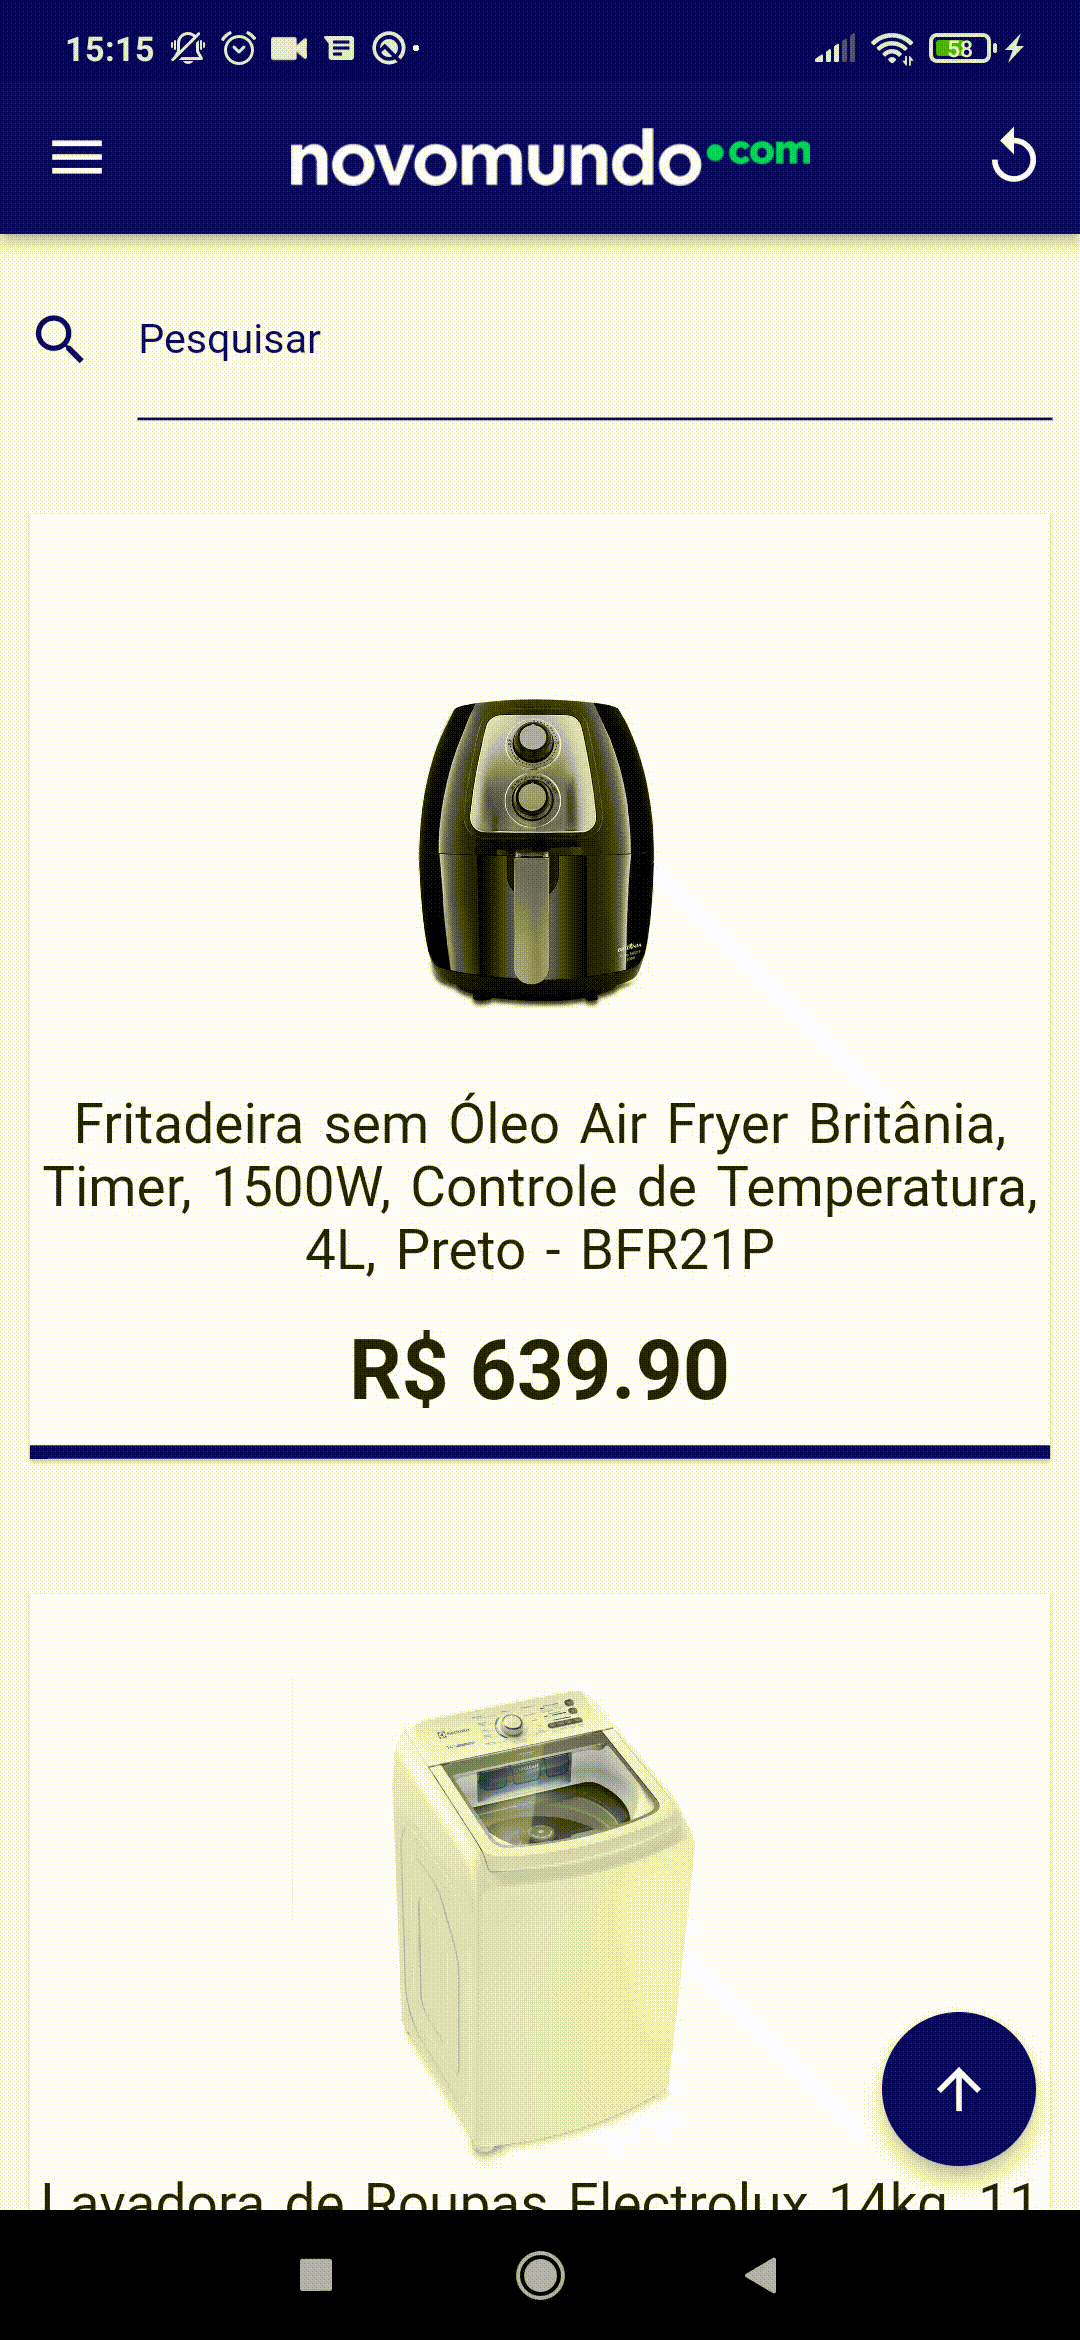 15:15
58
novomundo.com
Pesquisar
Fritadeira sem Óleo Air Fryer Britânia,
Timer, 1500W, Controle de Temperatura,
4L, Preto - BFR21P
R$ 639.90
Lavadora de Roupas Electrolux 14kg, 11